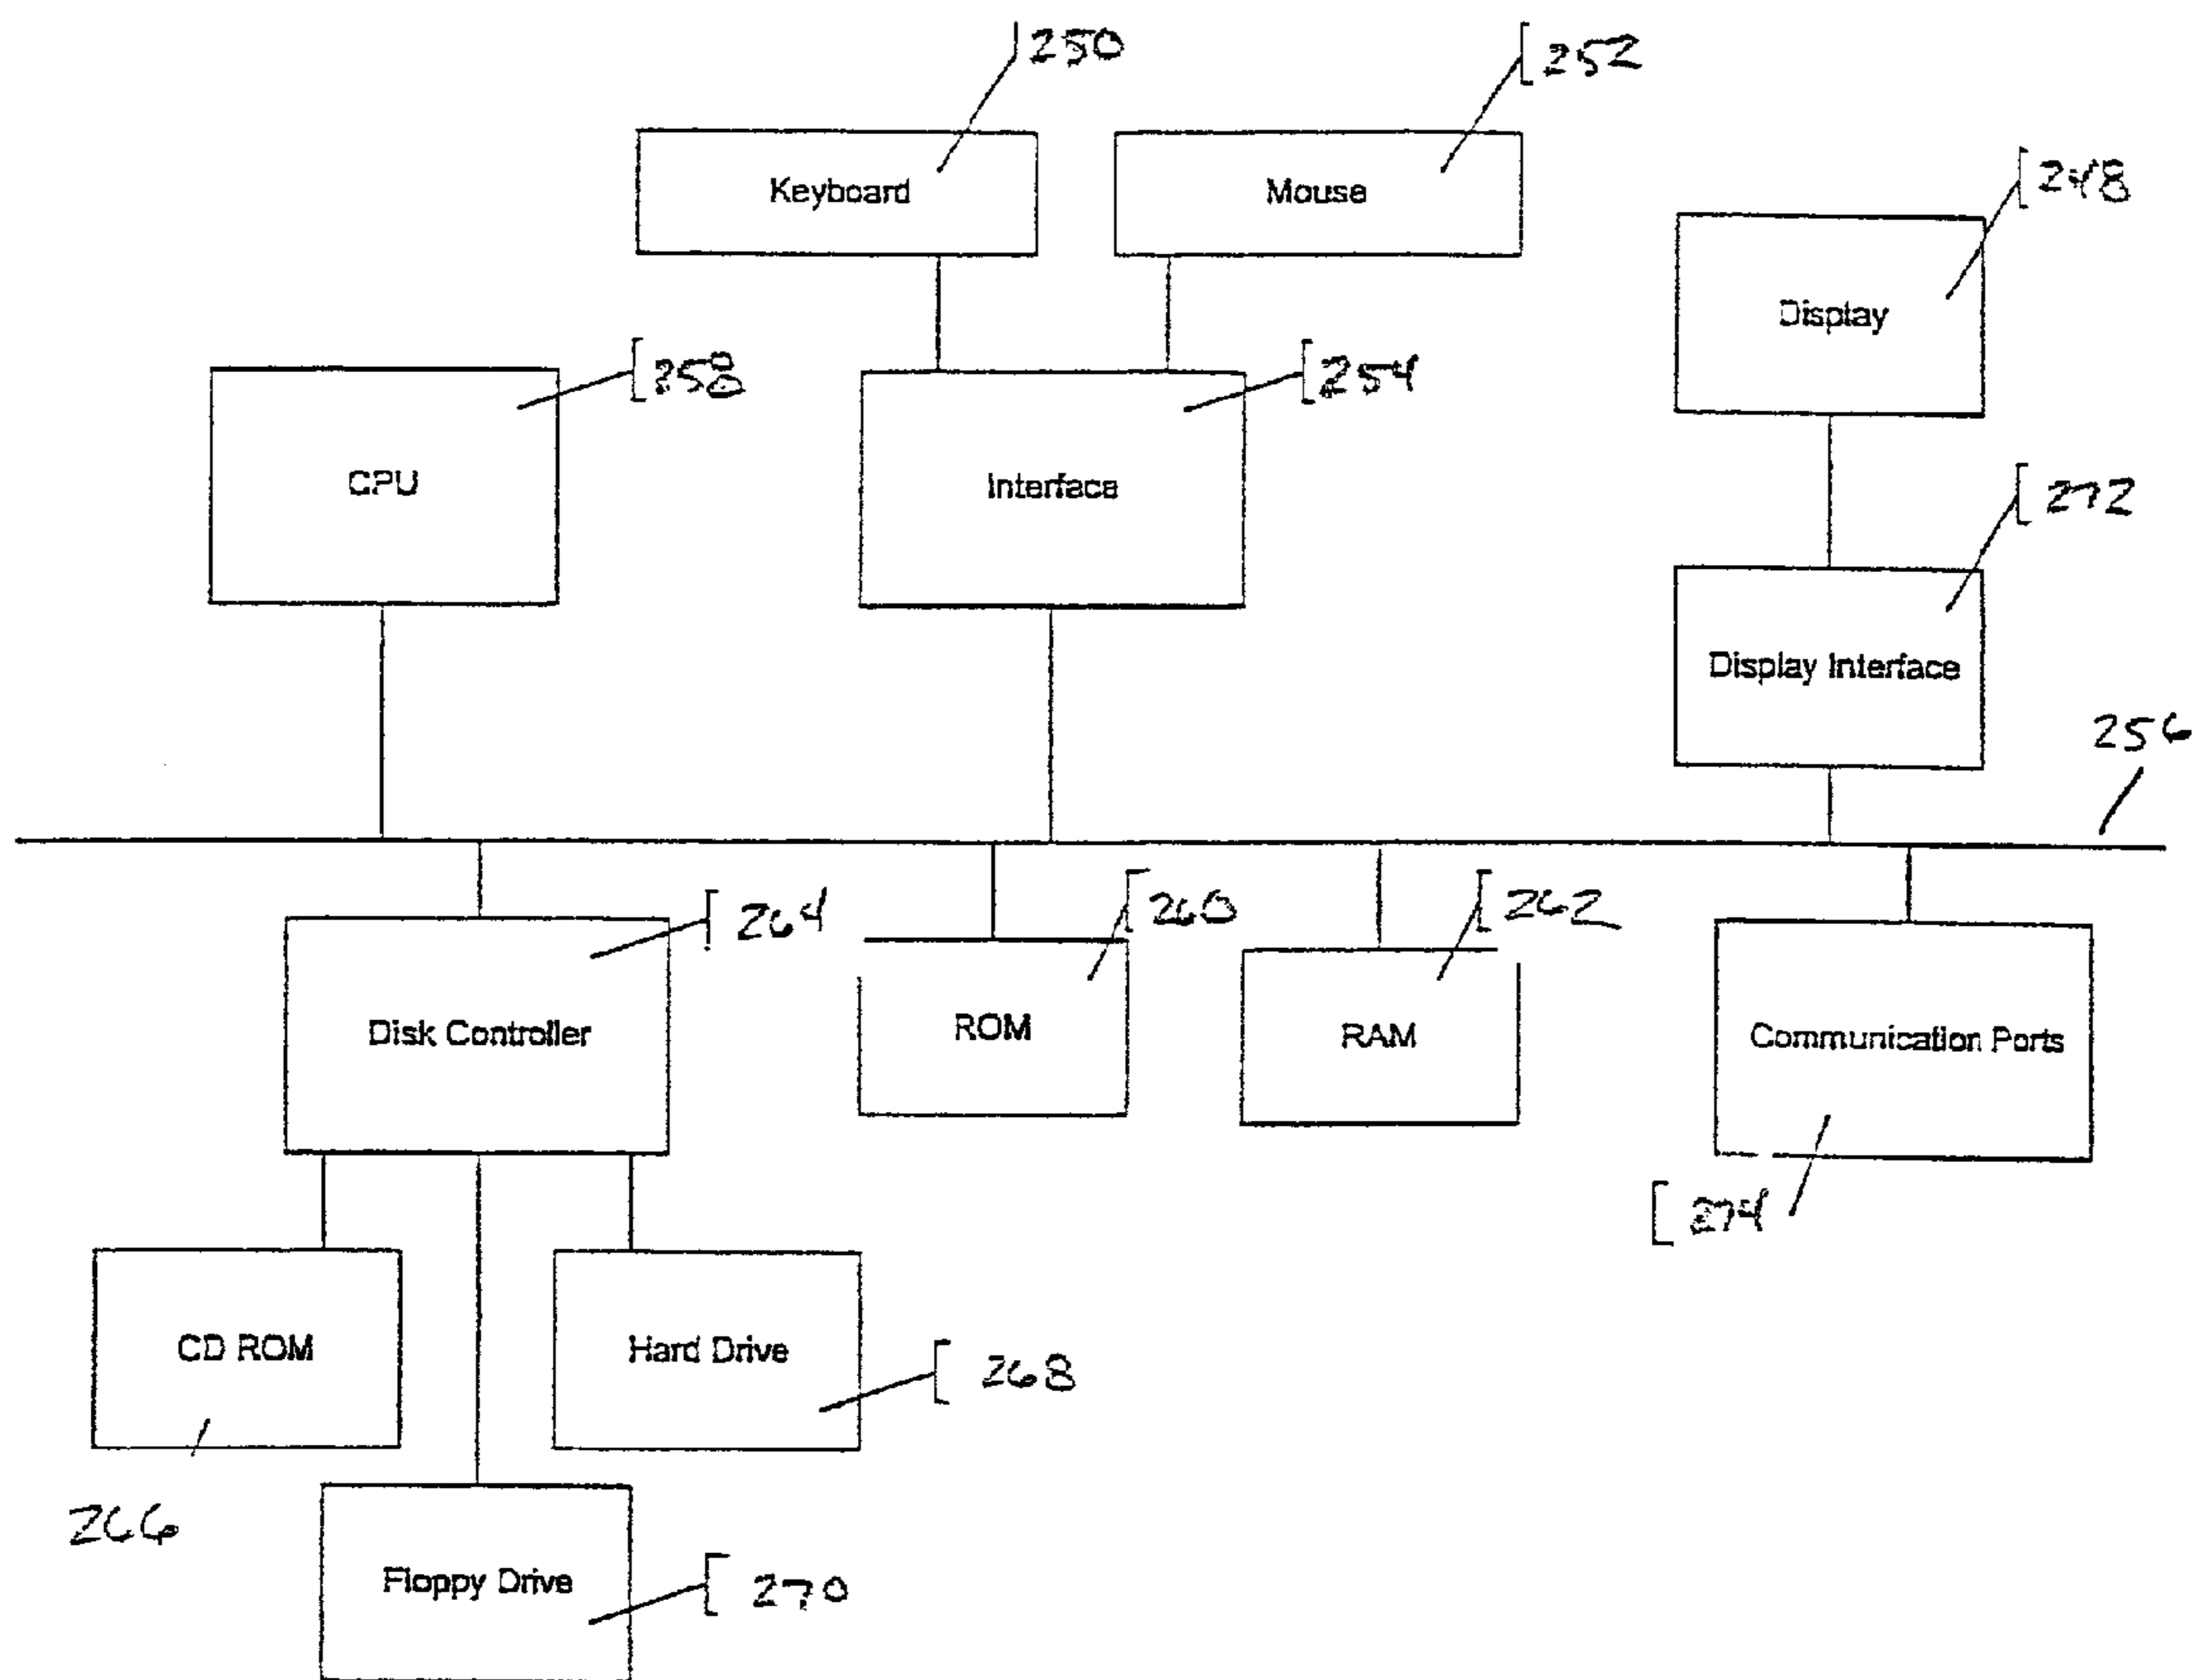 250
252
Keyboard
Mouse
248
Display
258
254
CPU
Interface
272
Display Interface
256
264
260
262
Disk Controller
ROM
RAM
Communication Ports
274
CD ROM
Hard Drive
268
266
Floppy Drive
270